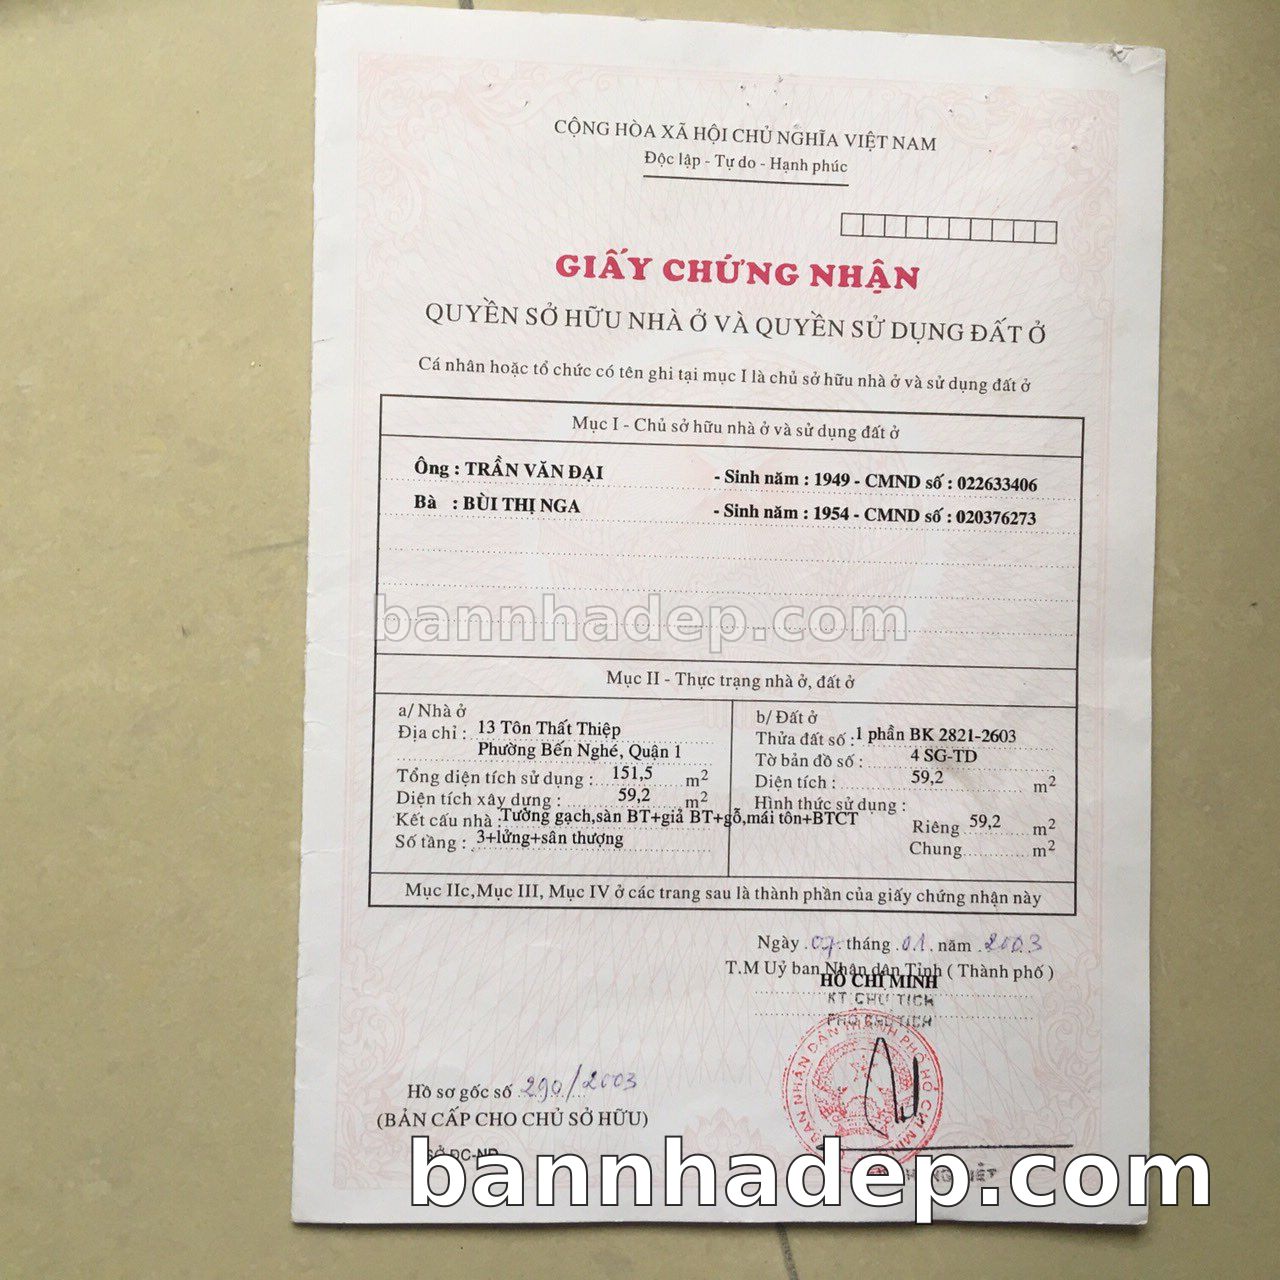 CỘNG HÒA XÃ HỘI CHỦ NGHĨA VIỆT NAM
Độc lập - Tự do - Hạnh phúc
GIẤY CHỨNG NHẬN
QUYỀN SỞ HỮU NHÀ Ở VÀ QUYỀN SỬ DỤNG ĐẤT Ở
Cá nhân hoặc tổ chức có tên ghi tại mục I là chủ sở hữu nhà ở và sử dụng đất ở
Mục I - Chủ sở hữu nhà ở và sử dụng đất ở
Ông : TRẦN VĂN ĐẠI - Sinh năm : 1949 - CMND số : 022633406
Bà : BÙI THỊ NGA - Sinh năm : 1954 - CMND số : 020376273
bannhadep.com
Mục II - Thực trạng nhà ở, đất ở
a/ Nhà ở
Địa chỉ : 13 Tôn Thất Thiệp
Phường Bến Nghé, Quận 1
Tổng diện tích sử dụng : 151,5 m2
Diện tích xây dựng : 59,2 m2
Kết cấu nhà : Tường gạch,sàn BT+giả BT+gỗ,mái tôn+BTCT
Số tầng : 3+lửng+sân thượng
b/ Đất ở
Thửa đất số : 1 phần BK 2821-2603
Tờ bản đồ số : 4 SG-TD
Diện tích : 59,2 m2
Hình thức sử dụng :
Riêng 59,2 m2
Chung m2
Mục IIc,Mục III, Mục IV ở các trang sau là thành phần của giấy chứng nhận này
Ngày 07 tháng 01 năm 2003
T.M Uỷ ban Nhân dân Tỉnh ( Thành phố )
HỒ CHÍ MINH
KT CHỦ TỊCH
PHÓ CHỦ TỊCH
Hồ sơ gốc số 290/2003
(BẢN CẤP CHO CHỦ SỞ HỮU)
SỞ ĐC-NĐ
bannhadep.com